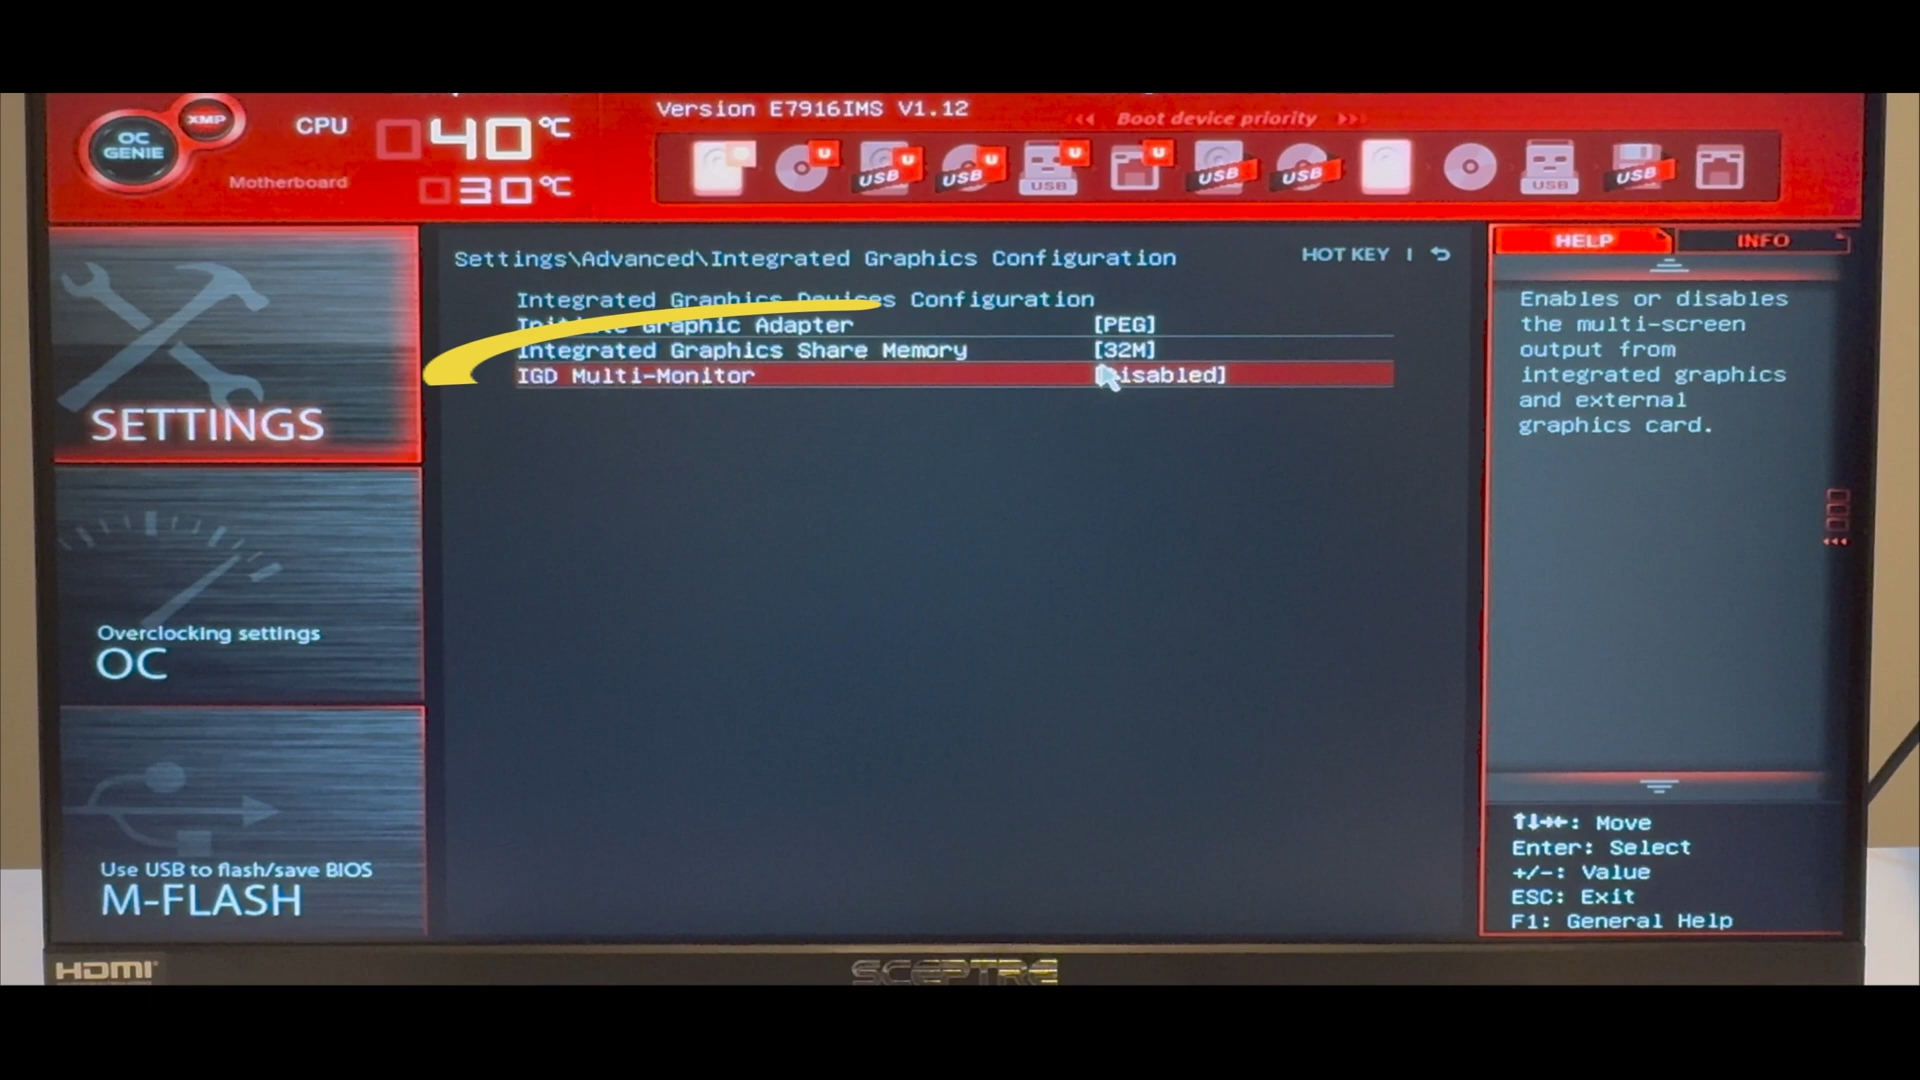 OC
GENIE
XMP
CPU
40°C
Motherboard
30°C
Version E7916IMS V1.12
Boot device priority
U
USB U
USB U
USB U
U
USB
USB
USB
USB
SETTINGS
Overclocking settings
OC
Use USB to flash/save BIOS
M-FLASH
Settings\Advanced\Integrated Graphics Configuration
HOT KEY |
Integrated Graphics Devices Configuration
Initiate Graphic Adapter [PEG]
Integrated Graphics Share Memory [32M]
IGD Multi-Monitor [Disabled]
HELP
INFO
Enables or disables
the multi-screen
output from
integrated graphics
and external
graphics card.
↑↓→←: Move
Enter: Select
+/-: Value
ESC: Exit
F1: General Help
HDMI
SCEPTRE